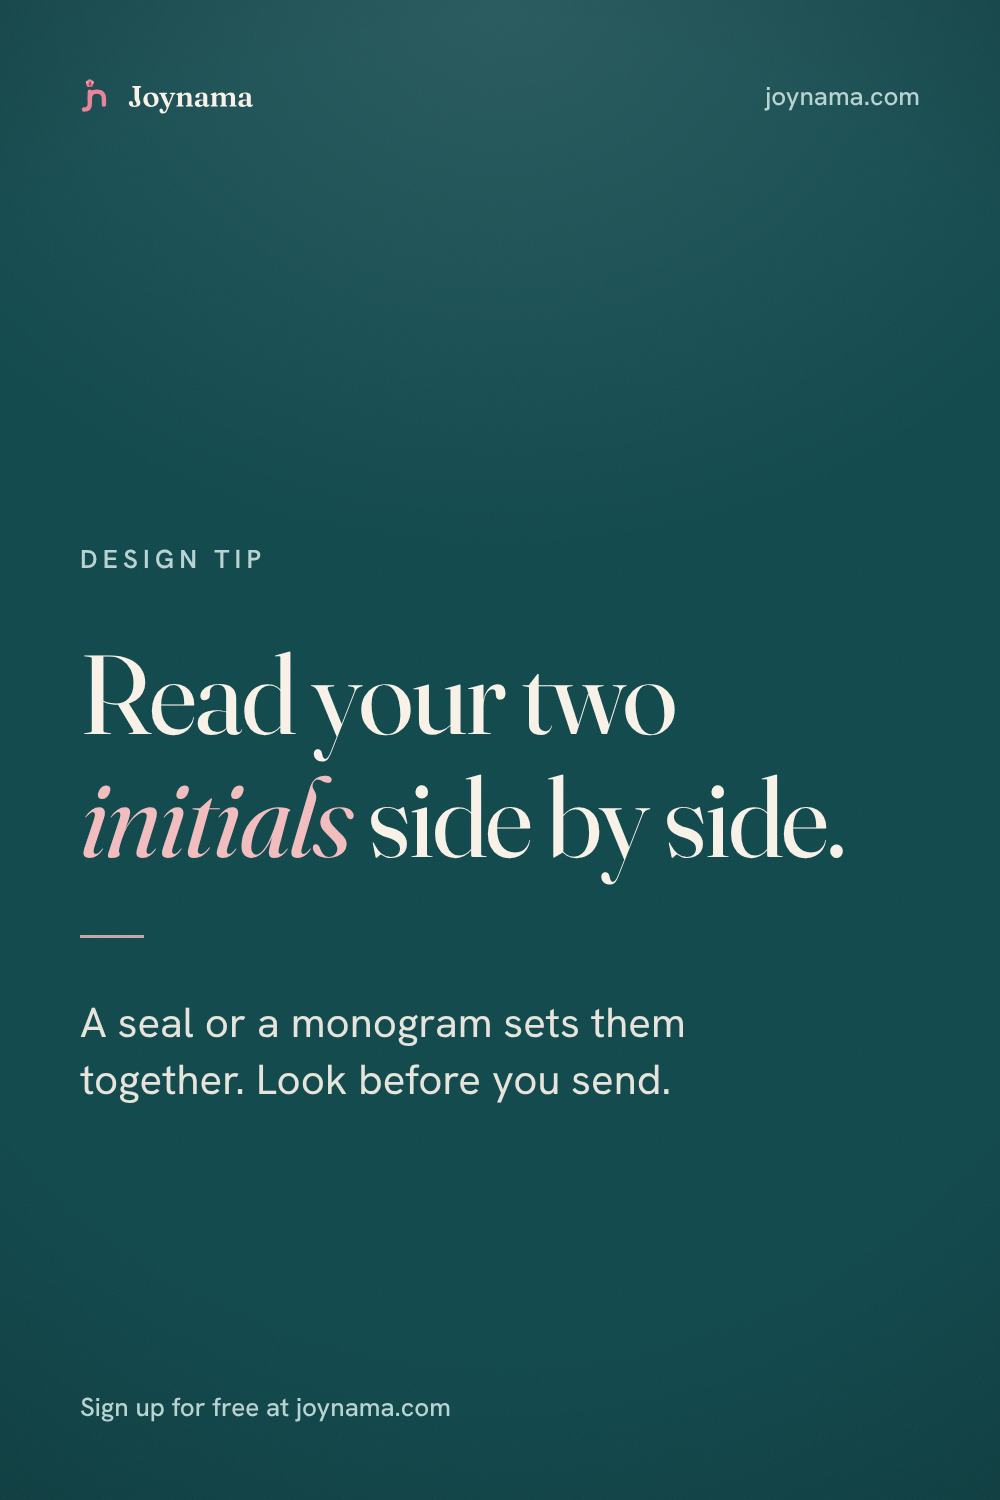 Joynama
joynama.com
DESIGN TIP
Read your two
initials side by side.
A seal or a monogram sets them
together. Look before you send.
Sign up for free at joynama.com